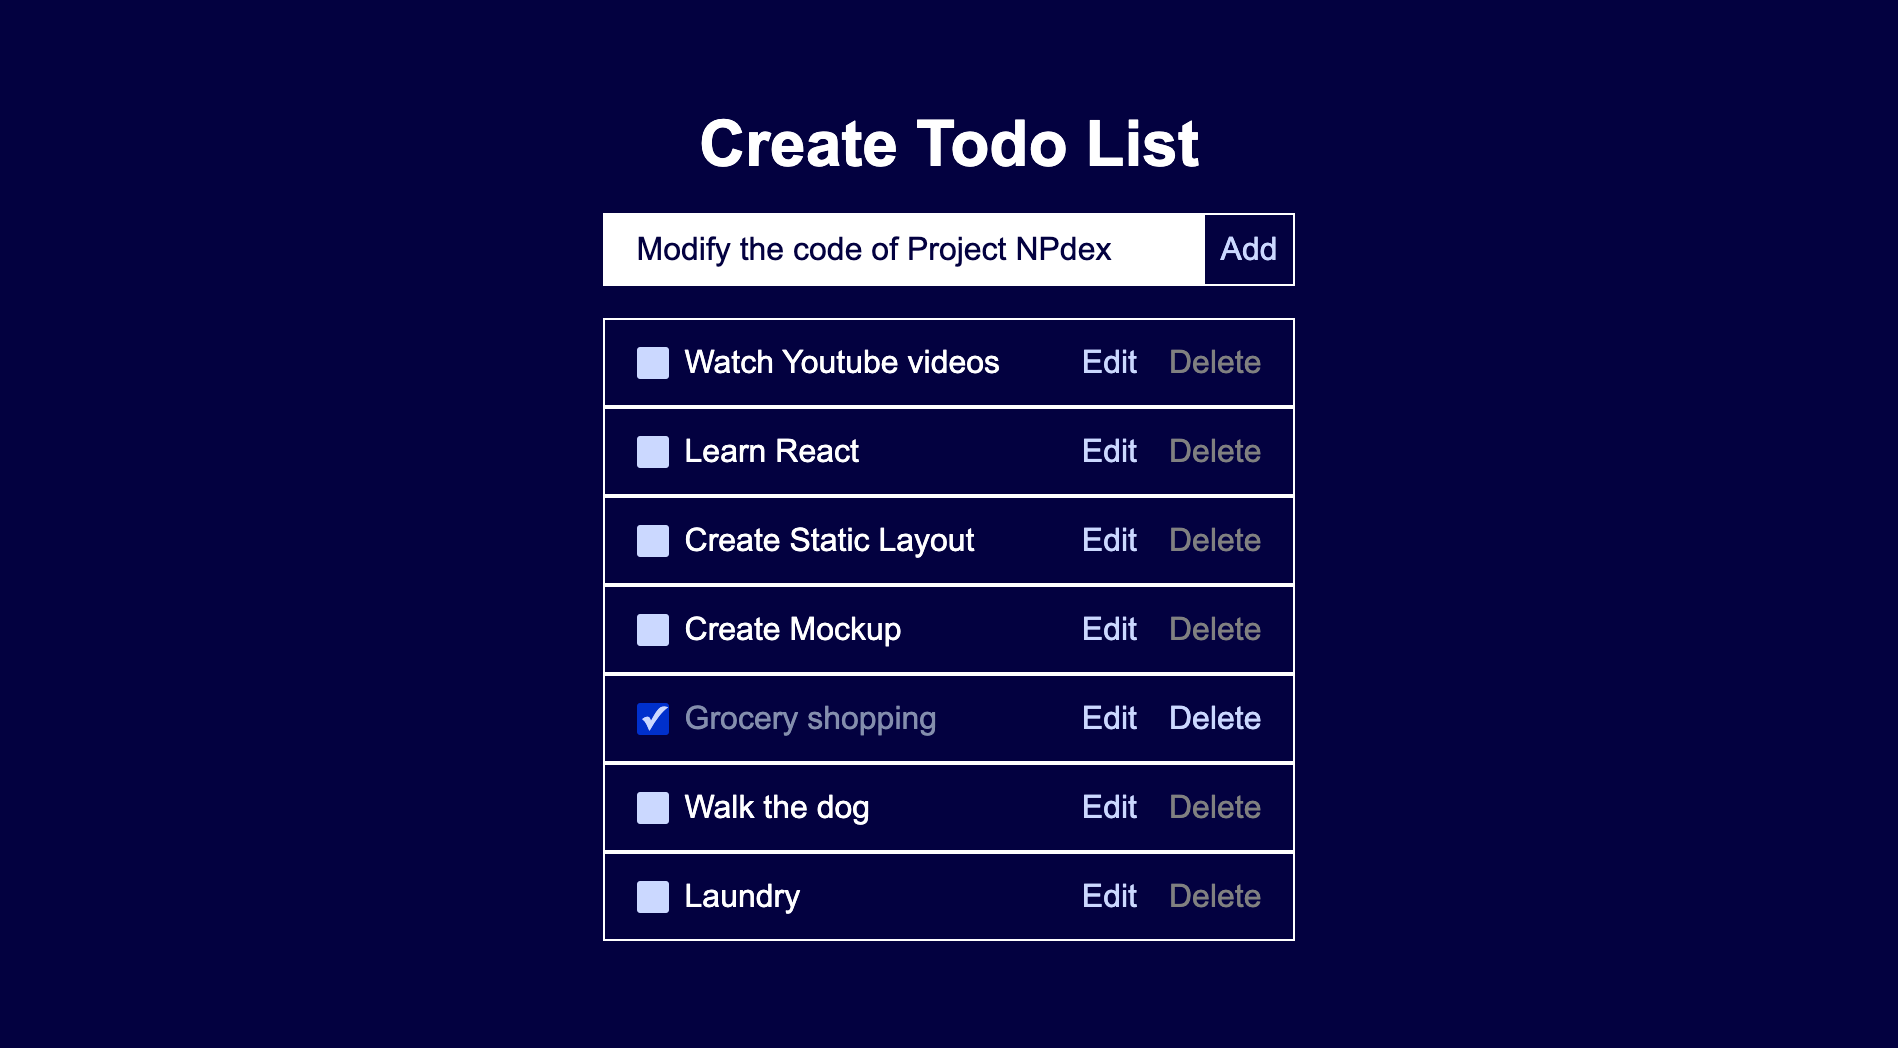 Create Todo List
Modify the code of Project NPdex Add
Watch Youtube videos Edit Delete
Learn React Edit Delete
Create Static Layout Edit Delete
Create Mockup Edit Delete
Grocery shopping Edit Delete
Walk the dog Edit Delete
Laundry Edit Delete